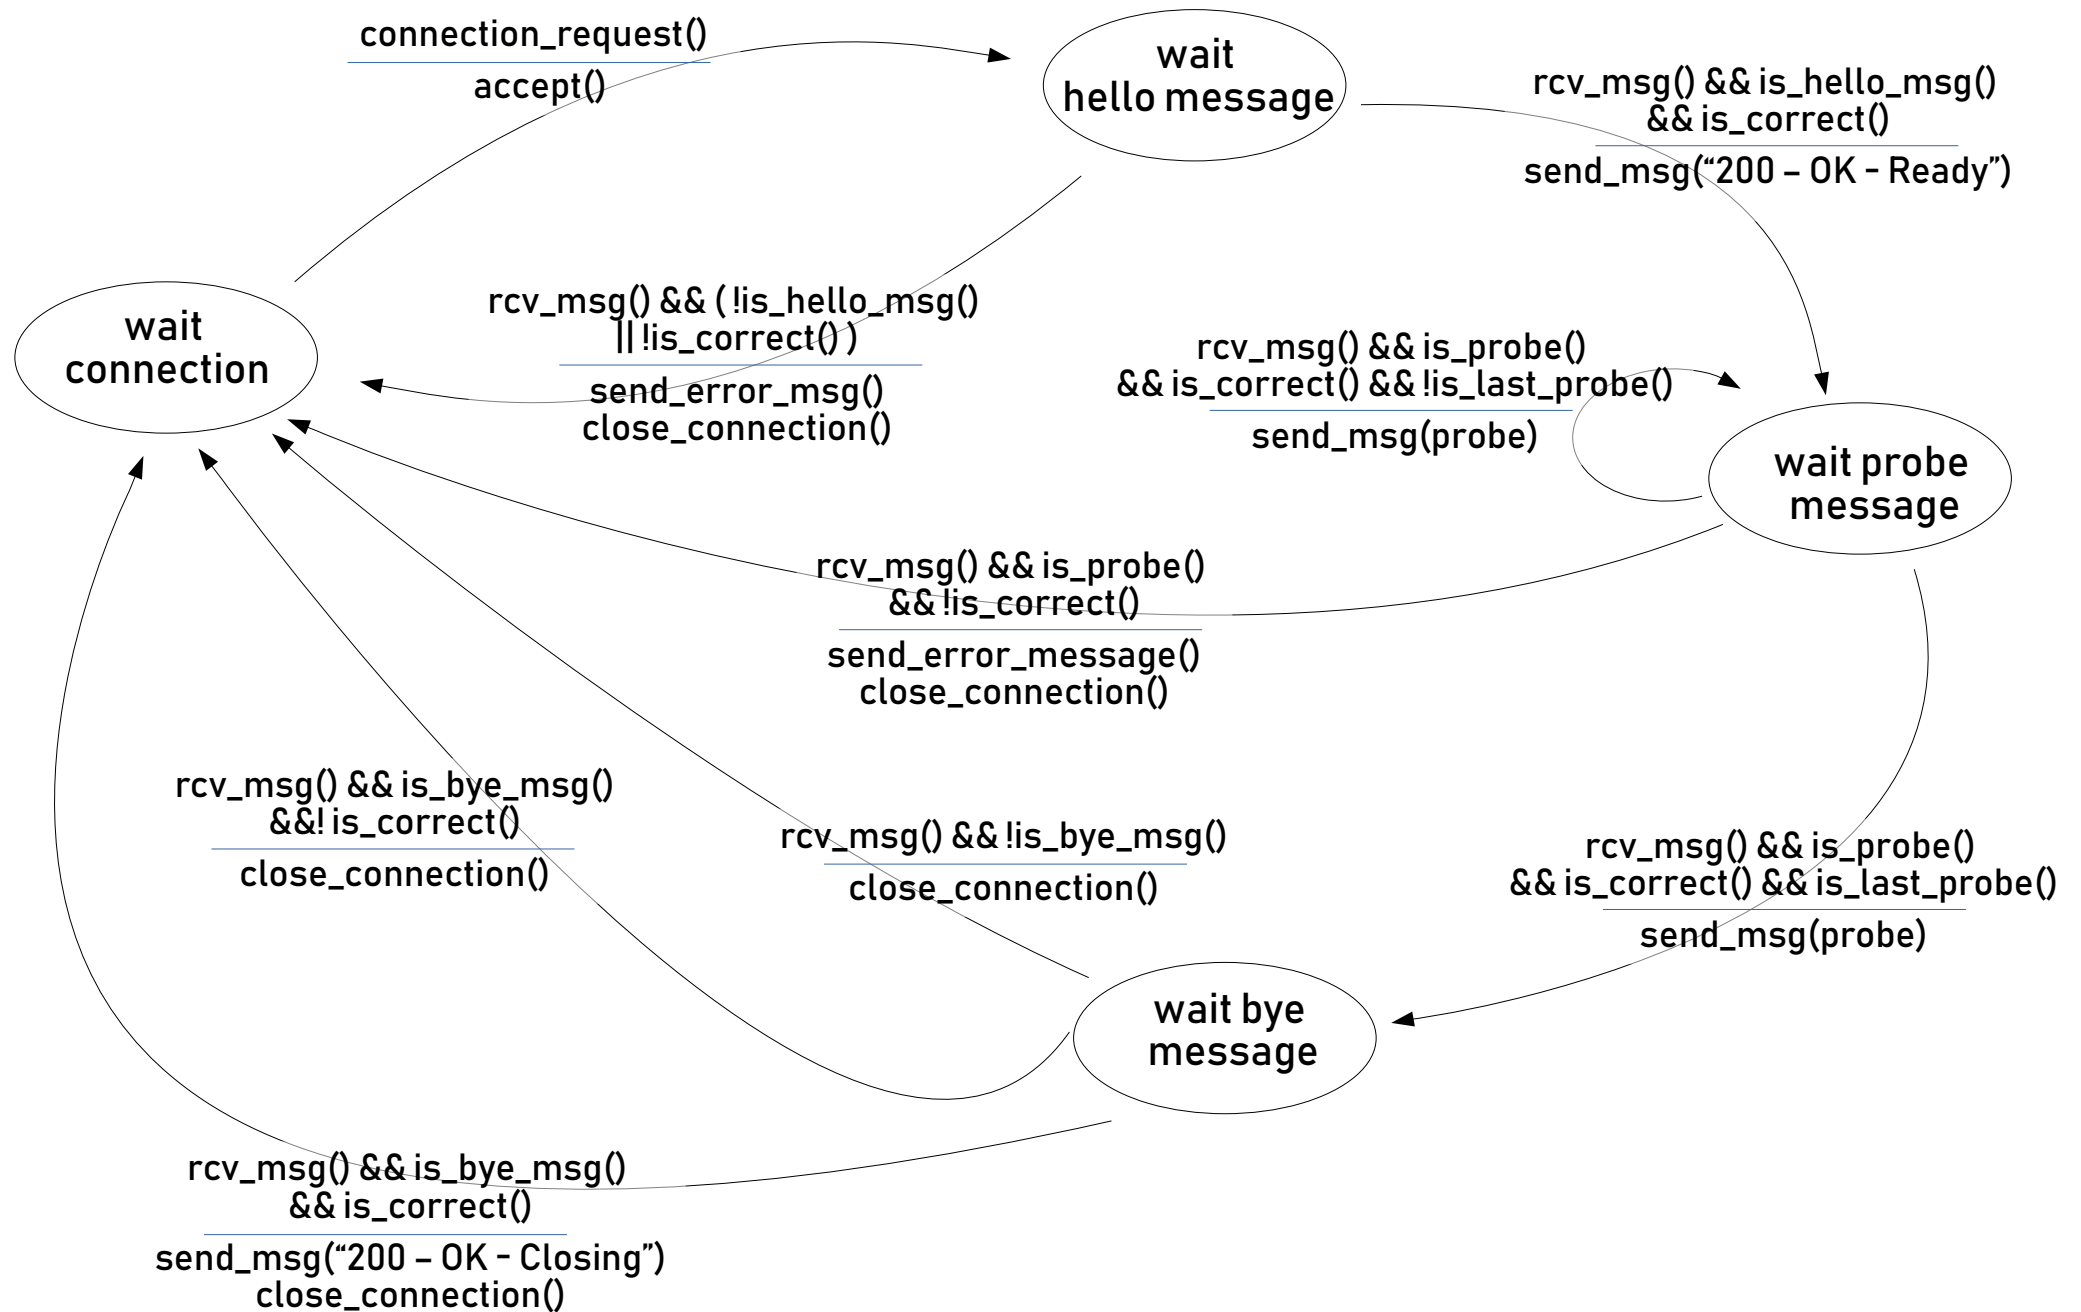 connection_request()
accept()
wait
hello message
rcv_msg() && is_hello_msg()
&& is_correct()
send_msg(“200 – OK - Ready”)
rcv_msg() && ( !is_hello_msg()
|| !is_correct() )
send_error_msg()
close_connection()
wait
connection
rcv_msg() && is_probe()
&& is_correct() && !is_last_probe()
send_msg(probe)
wait probe
message
rcv_msg() && is_probe()
&& !is_correct()
send_error_message()
close_connection()
rcv_msg() && is_bye_msg()
&&! is_correct()
close_connection()
rcv_msg() && !is_bye_msg()
close_connection()
rcv_msg() && is_probe()
&& is_correct() && is_last_probe()
send_msg(probe)
wait bye
message
rcv_msg() && is_bye_msg()
&& is_correct()
send_msg(“200 – OK - Closing”)
close_connection()